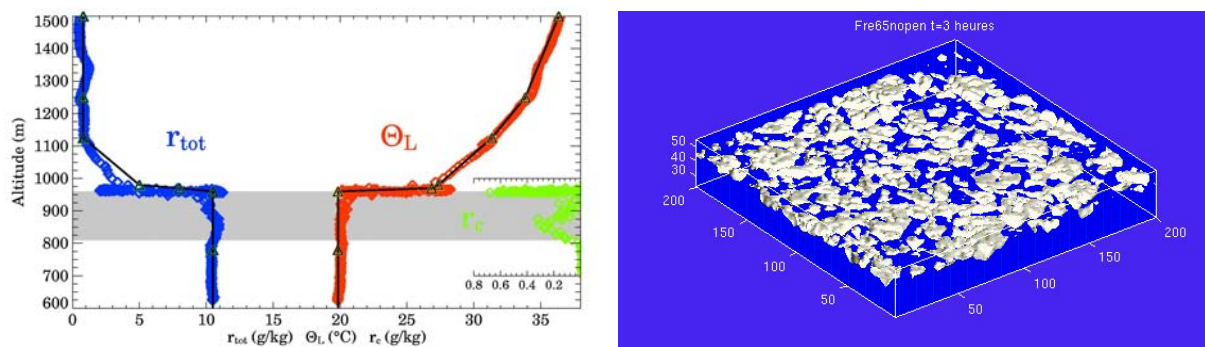 1500
1400
1300
1200
1100
1000
900
800
700
600
Altitude (m)
r_tot
Θ_L
r_c
0.8 0.6 0.4 0.2
0 5 10 15 20 25 30 35
r_tot (g/kg) Θ_L (°C) r_c (g/kg)
Fre65nopen t=3 heures
50
40
30
200
150
100
50
50
100
150
200